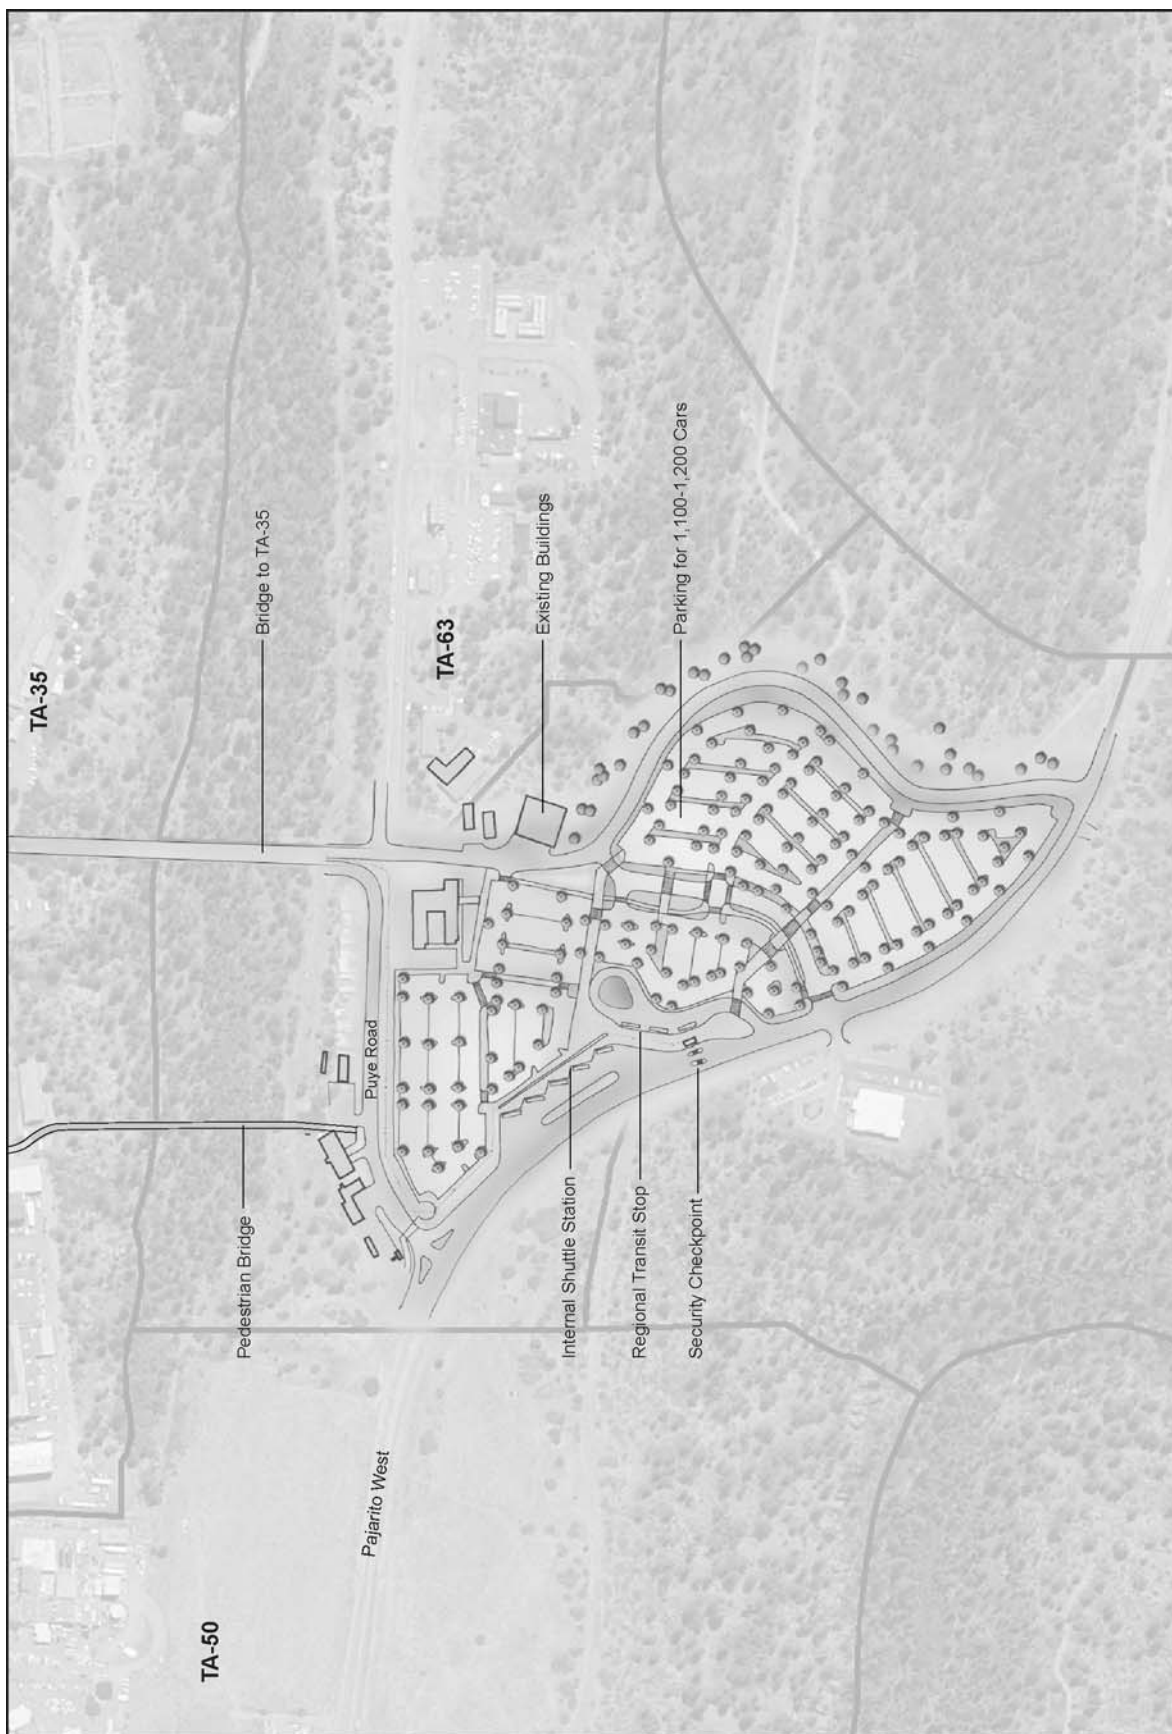 TA-35
Bridge to TA-35
TA-63
Existing Buildings
Parking for 1,100-1,200 Cars
Puye Road
Pedestrian Bridge
Internal Shuttle Station
Regional Transit Stop
Security Checkpoint
Pajarito West
TA-50